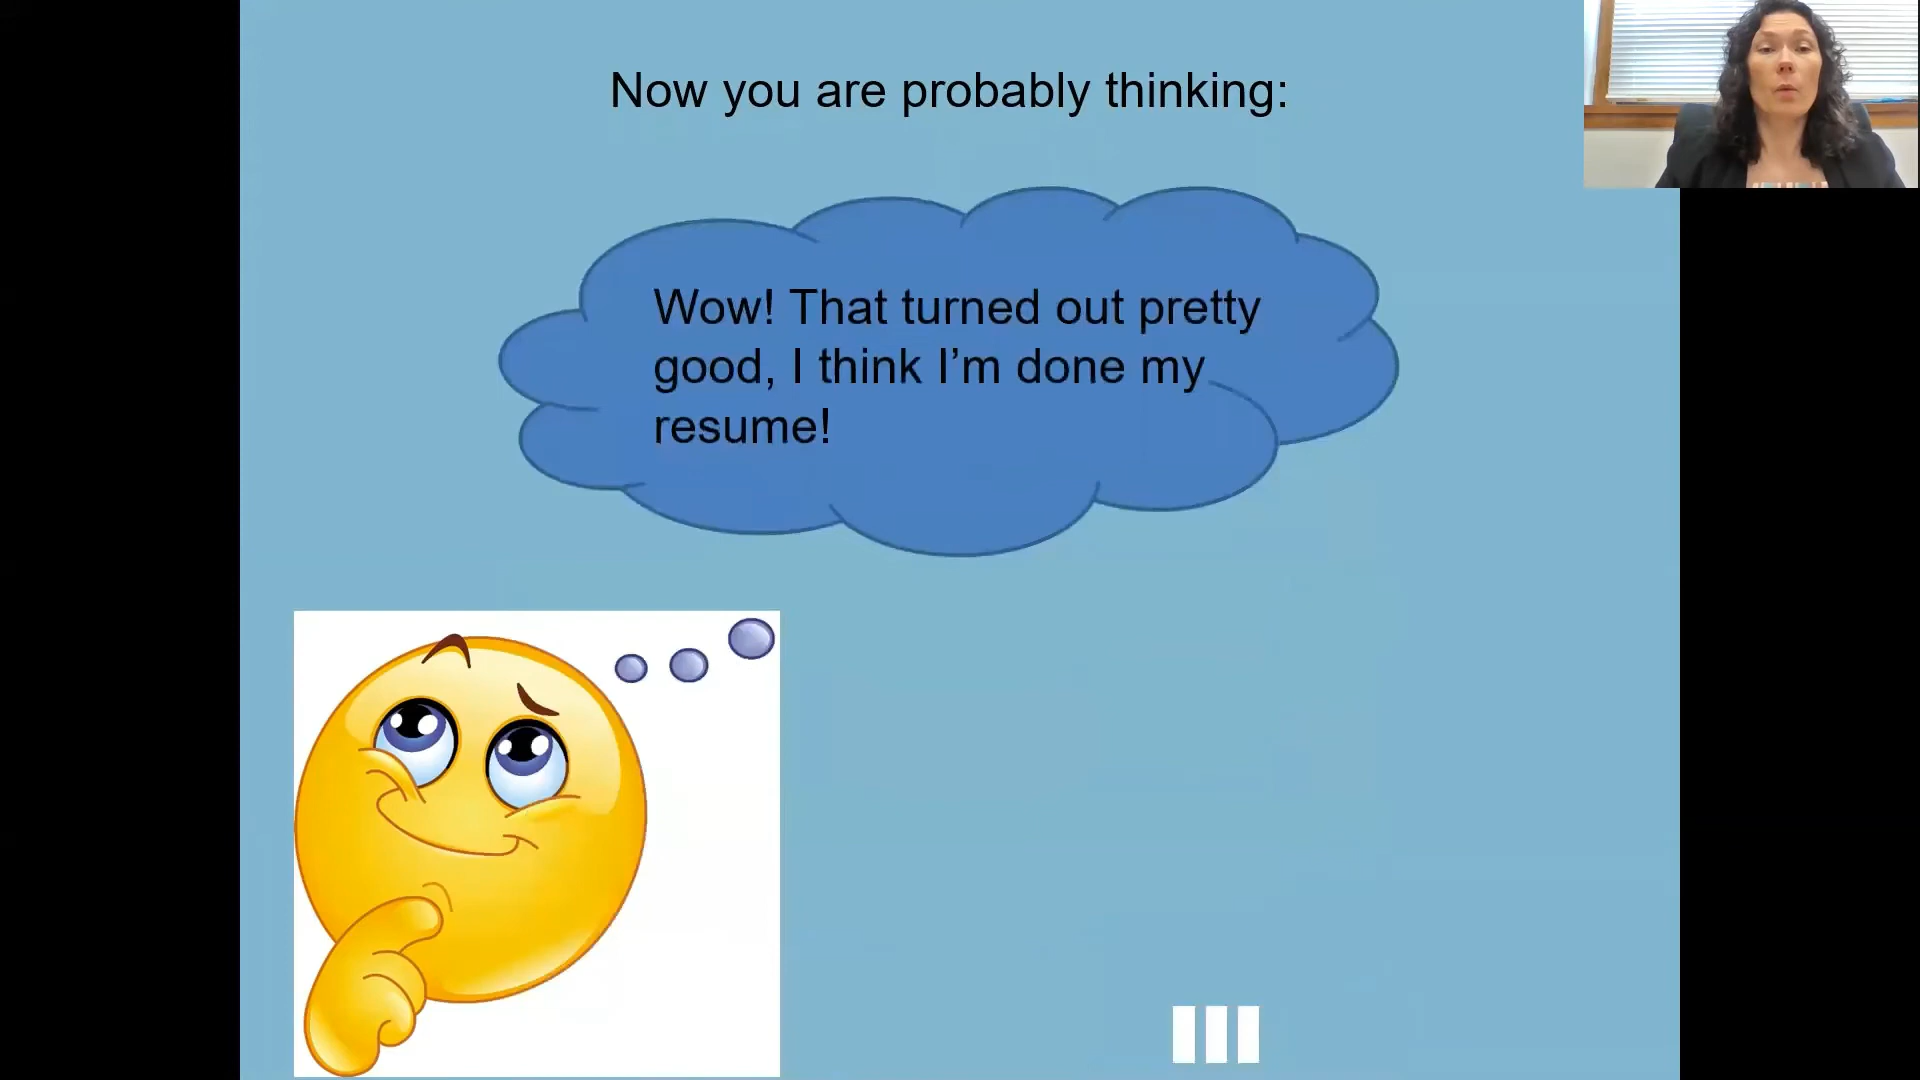 Now you are probably thinking:
Wow! That turned out pretty
good, I think I’m done my
resume!